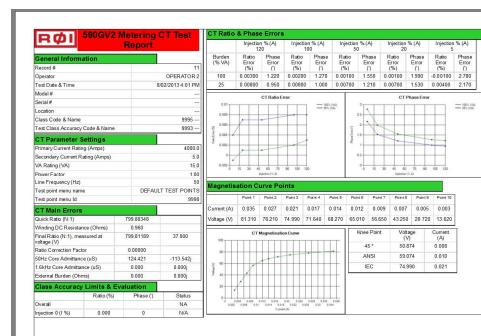 RØI 590GV2 Metering CT Test
Report
General Information
Record # 11
Operator OPERATOR 2
Test Date & Time 8/02/2013 4:01 PM
Model # ---
Serial # ---
Location ---
Class Code & Name 9995 ---
Test Class Accuracy Code & Name 9993 ---
CT Parameter Settings
Primary Current Rating (Amps) 4000.0
Secondary Current Rating (Amps) 5.0
VA Rating (VA) 15.0
Power Factor 1.00
Line Frequency (Hz) 50
Test point menu name DEFAULT TEST POINTS
Test point menu Id 9998
CT Main Errors
Quick Ratio (N:1) 799.80340
Winding DC Resistance (Ohms) 0.960
Final Ratio (N:1), measured at 799.81169 37.800
voltage (V)
Ratio Correction Factor 0.00000
50Hz Core Admittance (uS) 124.421 -113.542j
1.6kHz Core Admittance (uS) 0.000 0.000j
External Burden (Ohms) 0.000 0.000j
Class Accuracy Limits & Evaluation
Ratio (%) Phase (') Status
Overall NA
Injection 0 (! %) 0.000 0 N/A
CT Ratio & Phase Errors
Injection % (A) Injection % (A) Injection % (A) Injection % (A) Injection % (A)
120 100 50 20 5
Burden Ratio Phase Ratio Phase Ratio Phase Ratio Phase Ratio Phase
(% VA) Error Error Error Error Error Error Error Error Error Error
(%) (') (%) (') (%) (') (%) (') (%) (')
100 0.00300 1.220 0.00200 1.270 0.00100 1.550 0.00100 1.990 -0.00100 2.780
25 0.00800 0.950 0.00800 1.000 0.00800 1.210 0.00700 1.530 0.00400 2.170
CT Ratio Error
CT Phase Error
Magnetisation Curve Points
Point 1 Point 2 Point 3 Point 4 Point 5 Point 6 Point 7 Point 8 Point 9 Point 10
Current (A) 0.035 0.027 0.021 0.017 0.014 0.012 0.009 0.007 0.005 0.003
Voltage (V) 81.310 78.210 74.990 71.640 68.270 65.010 56.650 43.250 28.720 13.820
CT Magnetisation Curve
Knee Point Voltage Current
(V) (A)
45 ° 50.874 0.008
ANSI 59.074 0.010
IEC 74.990 0.021